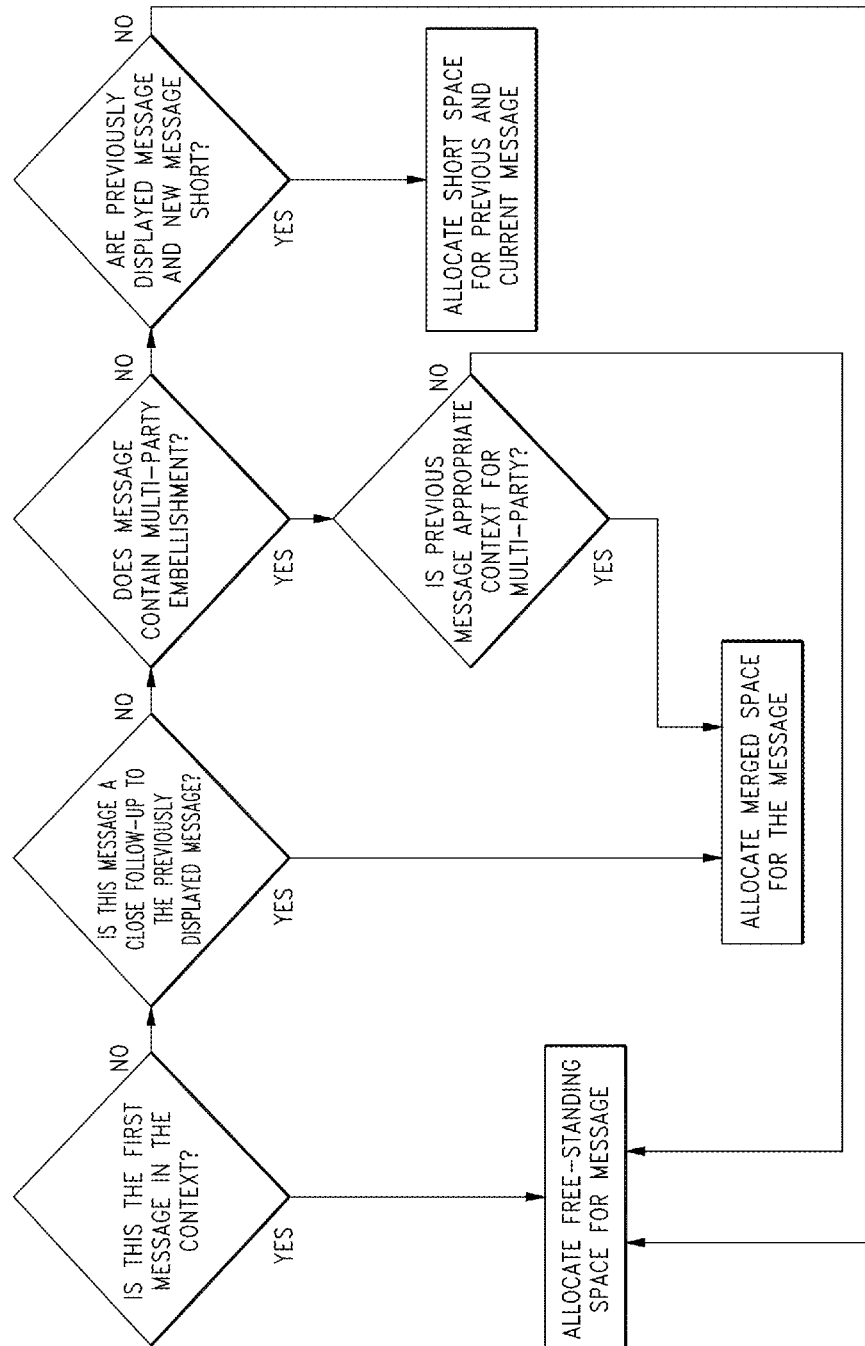 IS THIS THE FIRST
MESSAGE IN THE
CONTEXT?
NO
YES
IS THIS MESSAGE A
CLOSE FOLLOW-UP TO
THE PREVIOUSLY
DISPLAYED MESSAGE?
NO
YES
DOES MESSAGE
CONTAIN MULTI-PARTY
EMBELLISHMENT?
NO
YES
ARE PREVIOUSLY
DISPLAYED MESSAGE
AND NEW MESSAGE
SHORT?
NO
YES
IS PREVIOUS
MESSAGE APPROPRIATE
CONTEXT FOR
MULTI-PARTY?
NO
YES
ALLOCATE SHORT SPACE
FOR PREVIOUS AND
CURRENT MESSAGE
ALLOCATE FREE-STANDING
SPACE FOR MESSAGE
ALLOCATE MERGED SPACE
FOR THE MESSAGE